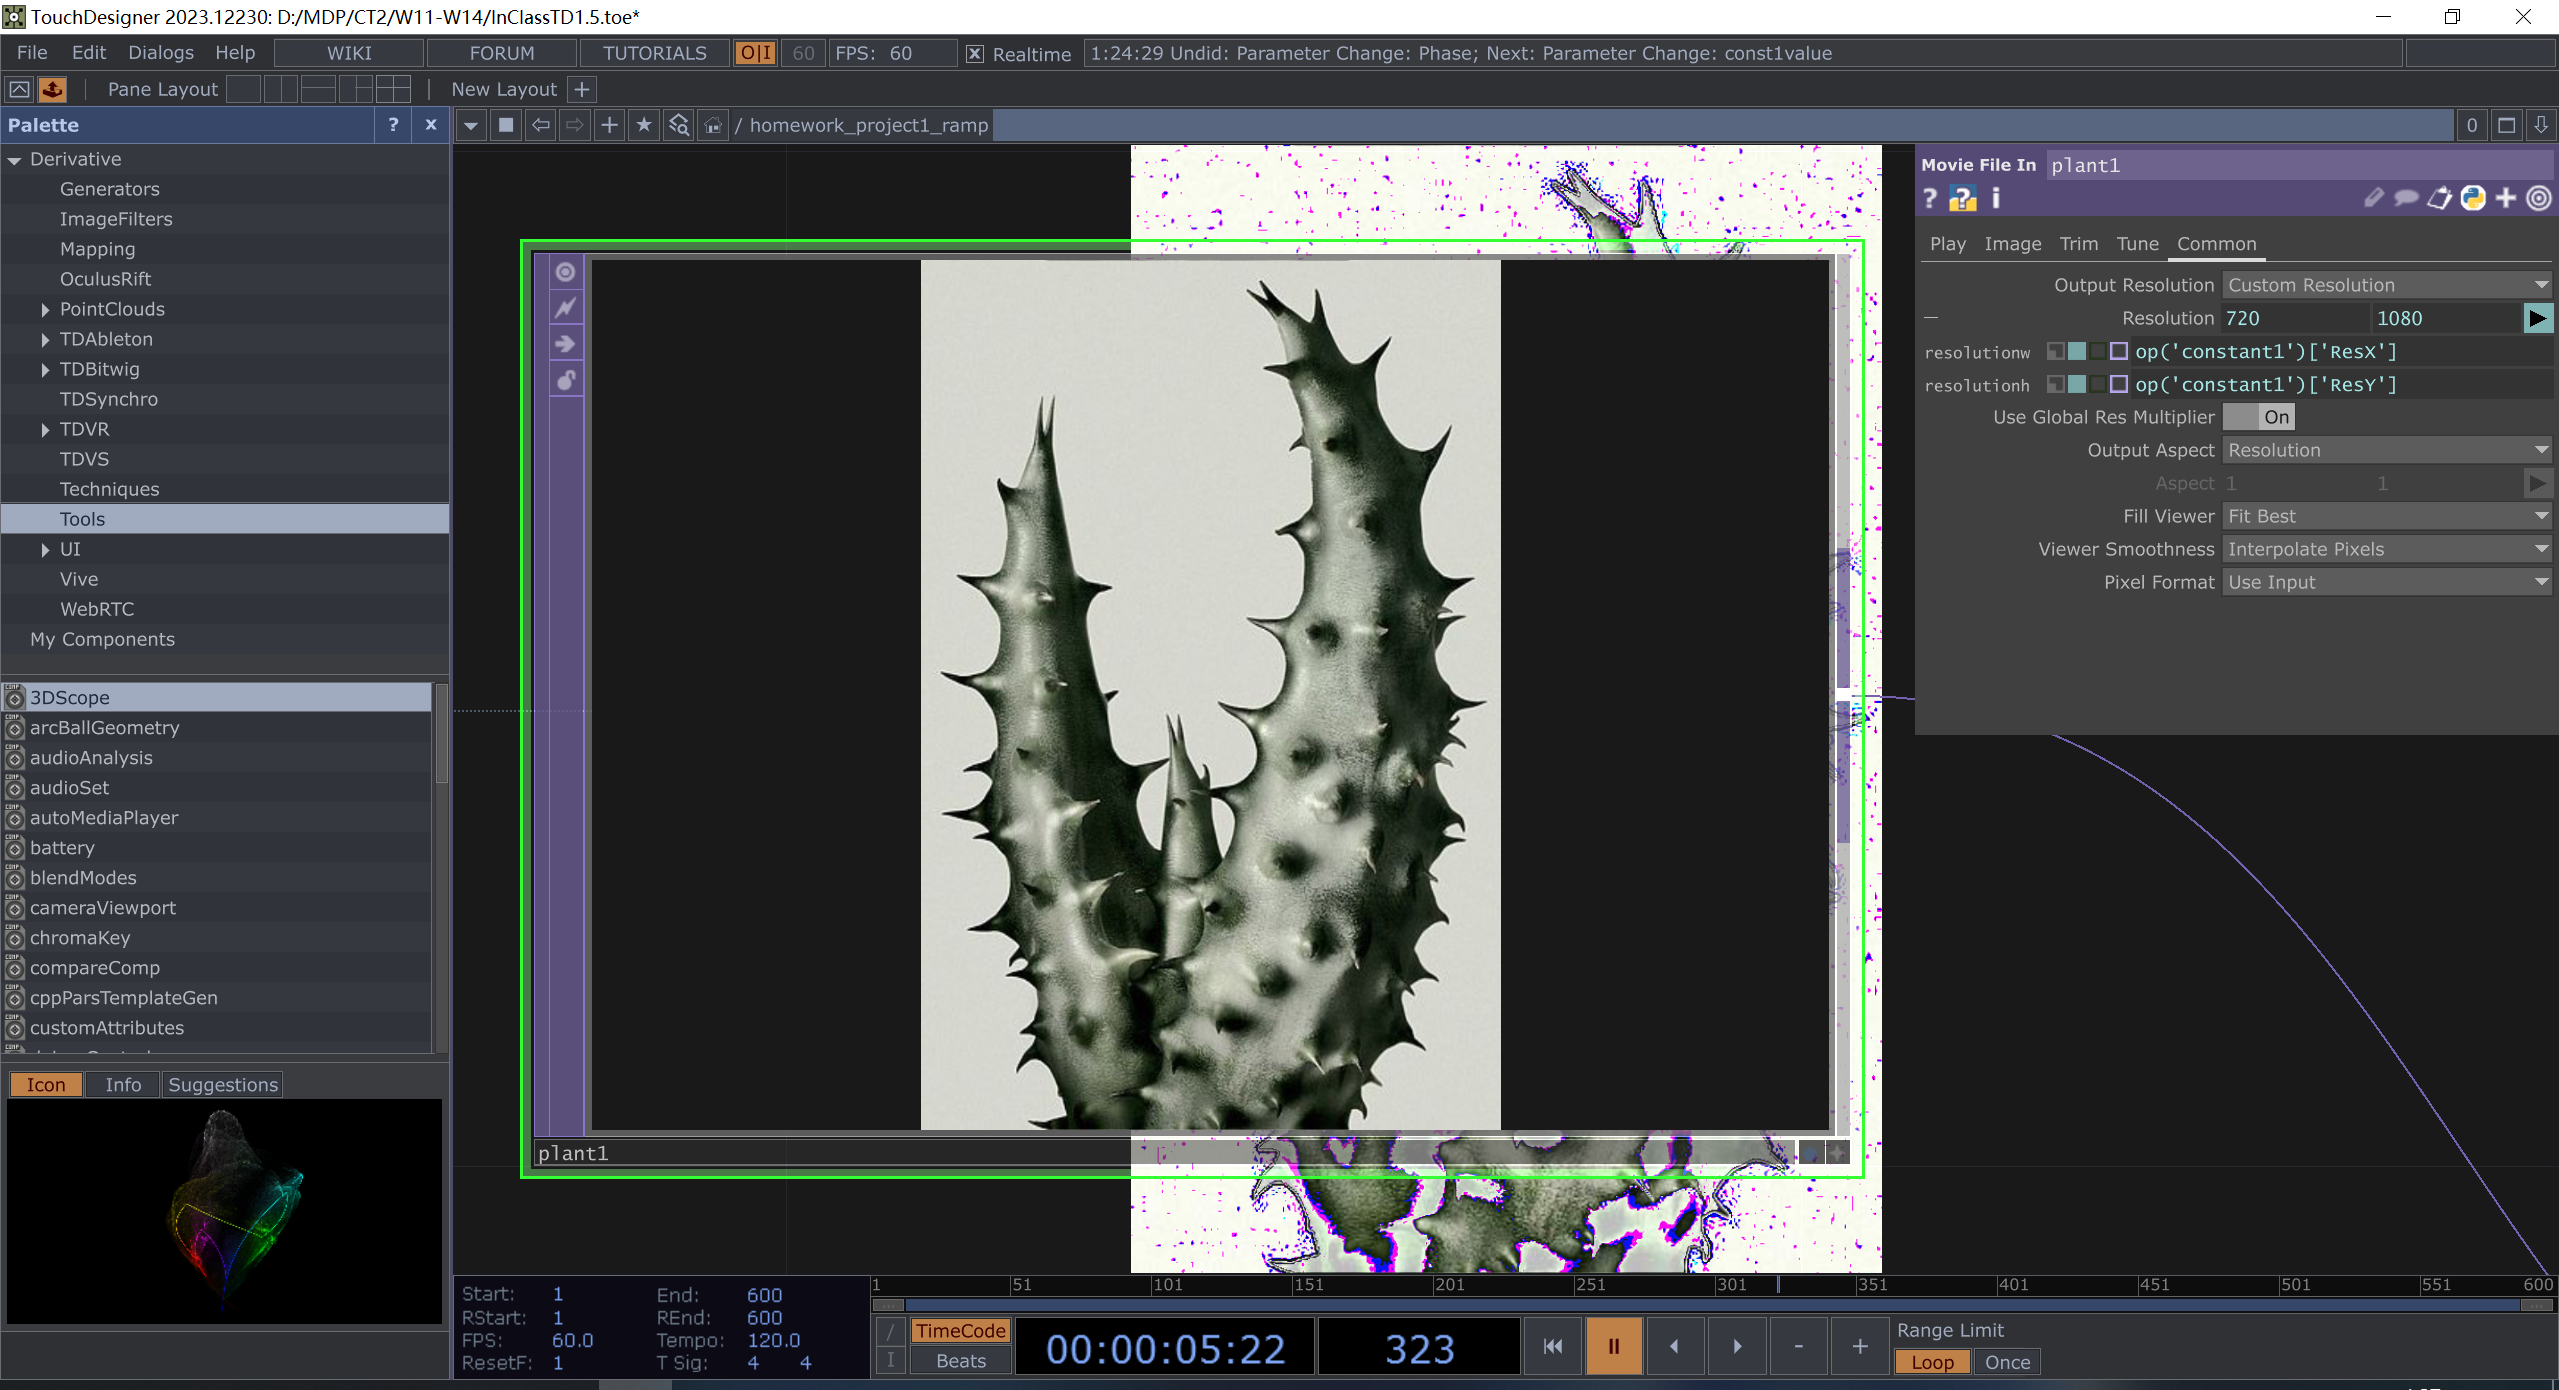 TouchDesigner 2023.12230: D:/MDP/CT2/W11-W14/InClassTD1.5.toe*
File Edit Dialogs Help WIKI FORUM TUTORIALS O|I 60 FPS: 60 Realtime 1:24:29 Undid: Parameter Change: Phase; Next: Parameter Change: const1value
Pane Layout New Layout +
Palette ? x / homework_project1_ramp 0
Derivative
Generators
ImageFilters
Mapping
OculusRift
PointClouds
TDAbleton
TDBitwig
TDSynchro
TDVR
TDVS
Techniques
Tools
UI
Vive
WebRTC
My Components
3DScope
arcBallGeometry
audioAnalysis
audioSet
autoMediaPlayer
battery
blendModes
cameraViewport
chromaKey
compareComp
cppParsTemplateGen
customAttributes
Icon Info Suggestions
plant1
Movie File In plant1
? ? i
Play Image Trim Tune Common
Output Resolution Custom Resolution
Resolution 720 1080
resolutionw op('constant1')['ResX']
resolutionh op('constant1')['ResY']
Use Global Res Multiplier On
Output Aspect Resolution
Aspect 1 1
Fill Viewer Fit Best
Viewer Smoothness Interpolate Pixels
Pixel Format Use Input
1 51 101 151 201 251 301 351 401 451 501 551 600
Start: 1 End: 600
RStart: 1 REnd: 600
FPS: 60.0 Tempo: 120.0
ResetF: 1 T Sig: 4 4
/ TimeCode 00:00:05:22 323 - + Range Limit
I Beats Loop Once